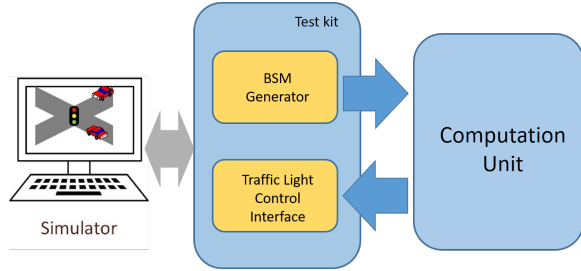 Test kit
BSM
Generator
Computation
Unit
Traffic Light
Control
Interface
Simulator